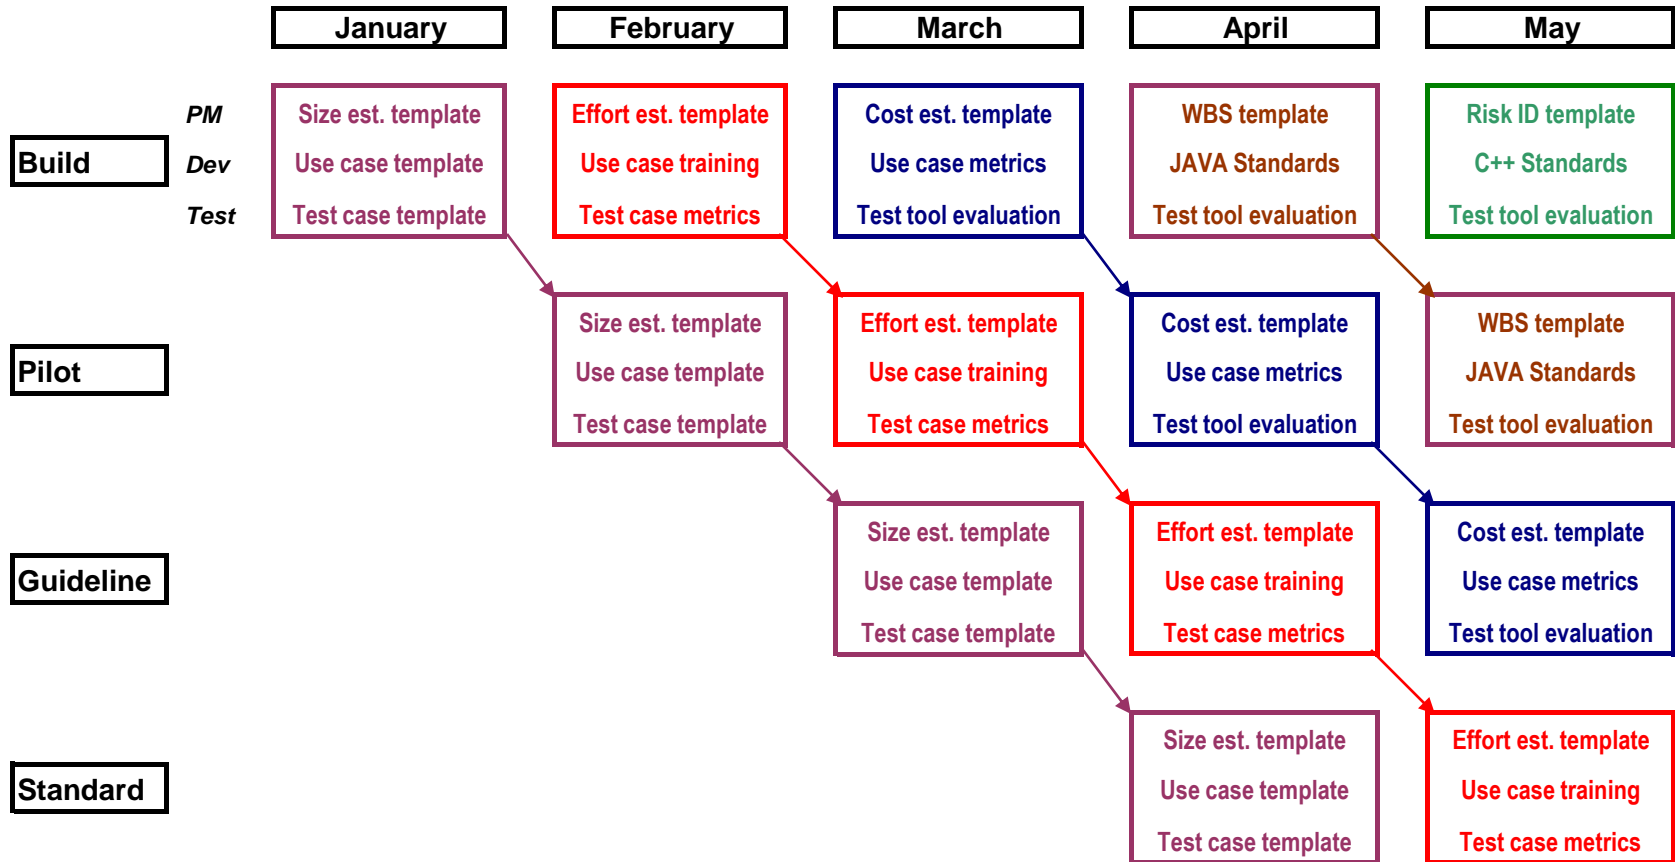 January February March April May
PM Size est. template Effort est. template Cost est. template WBS template Risk ID template
Build Dev Use case template Use case training Use case metrics JAVA Standards C++ Standards
Test Test case template Test case metrics Test tool evaluation Test tool evaluation Test tool evaluation
Size est. template Effort est. template Cost est. template WBS template
Pilot Use case template Use case training Use case metrics JAVA Standards
Test case template Test case metrics Test tool evaluation Test tool evaluation
Size est. template Effort est. template Cost est. template
Guideline Use case template Use case training Use case metrics
Test case template Test case metrics Test tool evaluation
Size est. template Effort est. template
Standard Use case template Use case training
Test case template Test case metrics